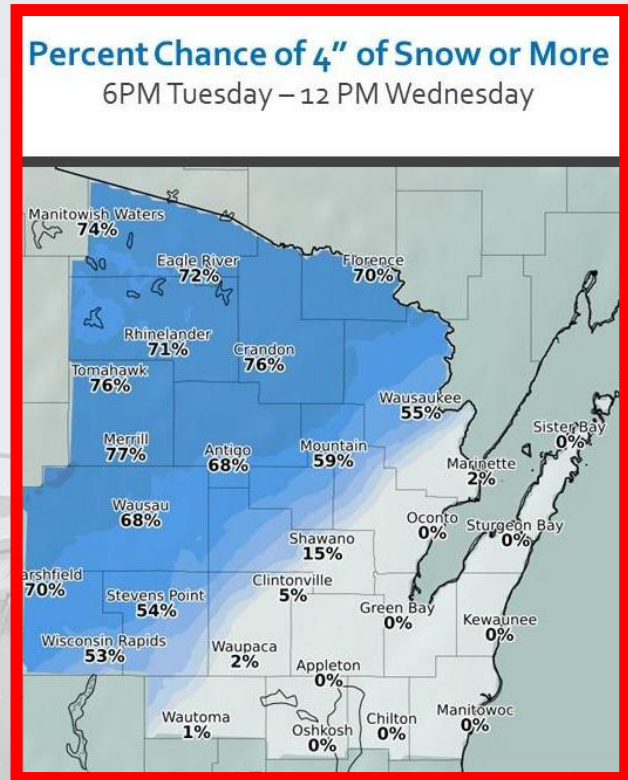 Percent Chance of 4" of Snow or More
6PM Tuesday – 12 PM Wednesday
Manitowish Waters
74%
Eagle River
72%
Florence
70%
Rhinelander
71%
Crandon
76%
Tomahawk
76%
Wausaukee
55%
Sister Bay
0%
Merrill
77%
Antigo
68%
Mountain
59%
Marinette
2%
Wausau
68%
Oconto
0%
Sturgeon Bay
0%
Shawano
15%
arshfield
70%
Stevens Point
54%
Clintonville
5%
Green Bay
0%
Kewaunee
0%
Wisconsin Rapids
53%
Waupaca
2%
Appleton
0%
Wautoma
1%
Oshkosh
0%
Chilton
0%
Manitowoc
0%